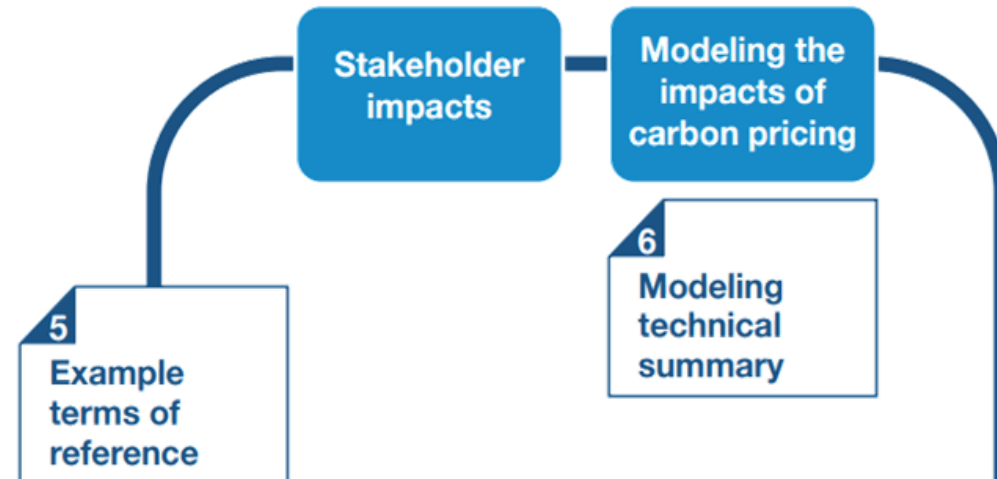 Stakeholder
impacts
Modeling the
impacts of
carbon pricing
6
Modeling
technical
summary
5
Example
terms of
reference